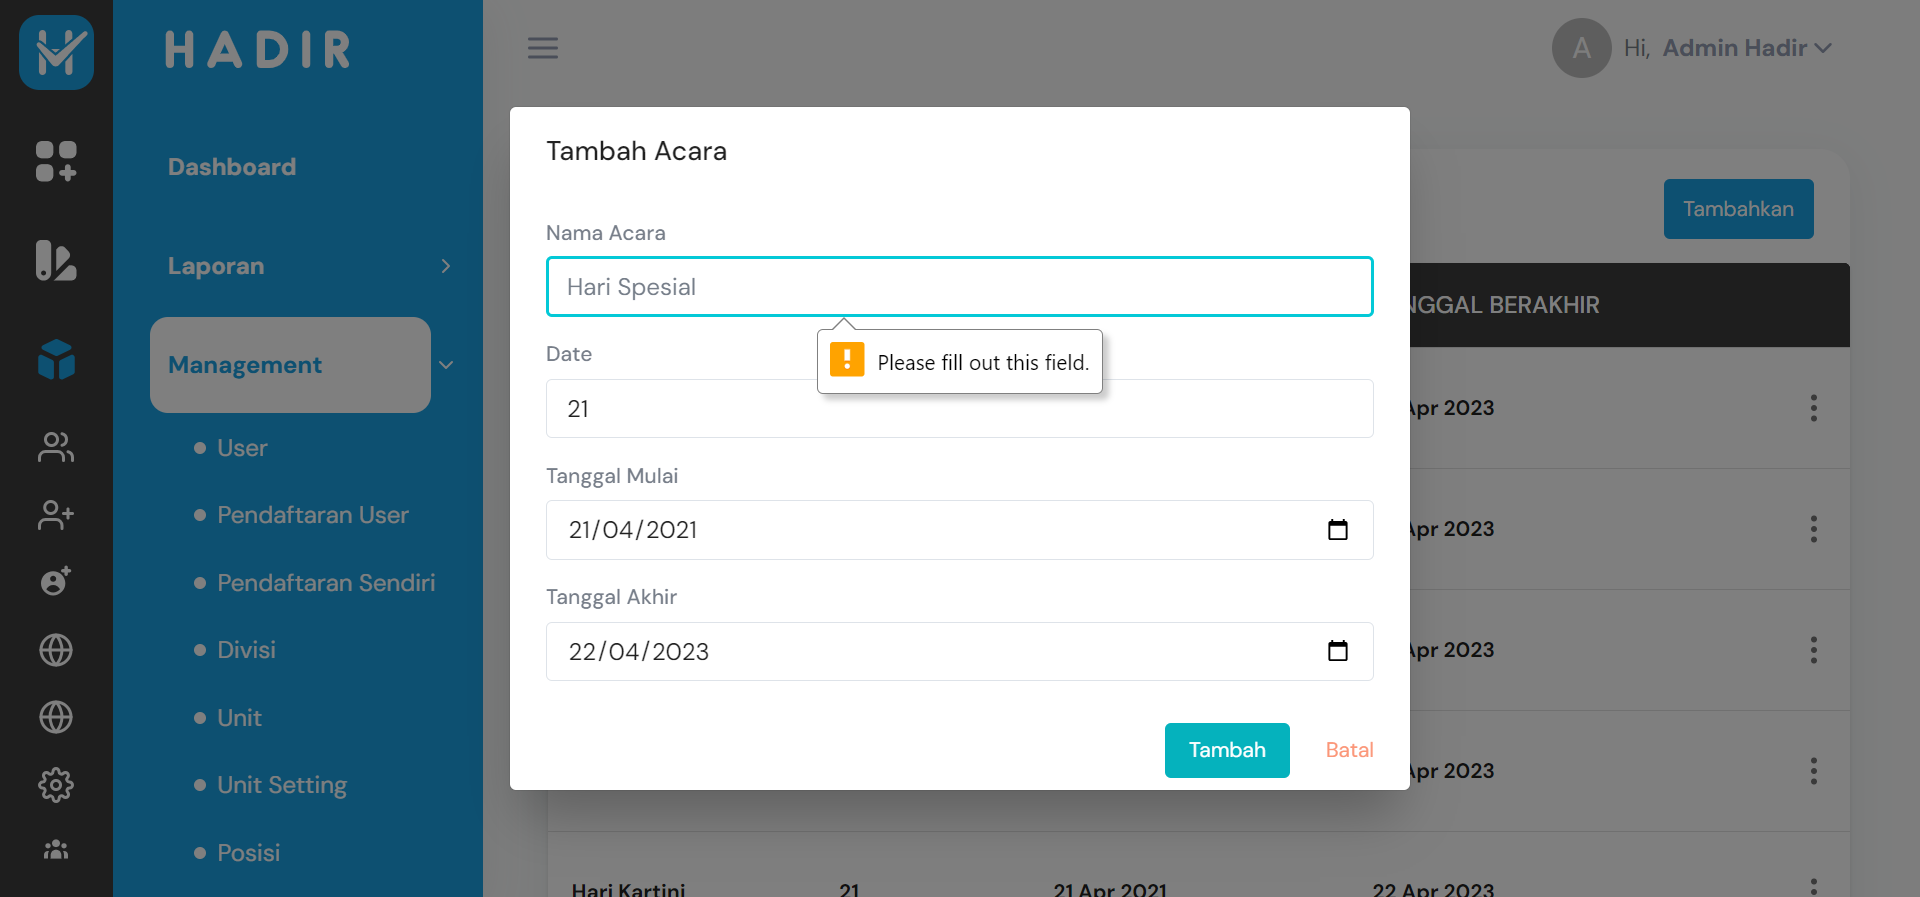 HADIR
A
Hi, Admin Hadir
Dashboard
Laporan
Management
User
Pendaftaran User
Pendaftaran Sendiri
Divisi
Unit
Unit Setting
Posisi
Tambah Acara
Nama Acara
Hari Spesial
Please fill out this field.
Date
21
Tanggal Mulai
21/04/2021
Tanggal Akhir
22/04/2023
Tambah
Batal
Tambahkan
NGGAL BERAKHIR
Apr 2023
Apr 2023
Apr 2023
Apr 2023
Hari Kartini 21 21 Apr 2021 22 Apr 2023